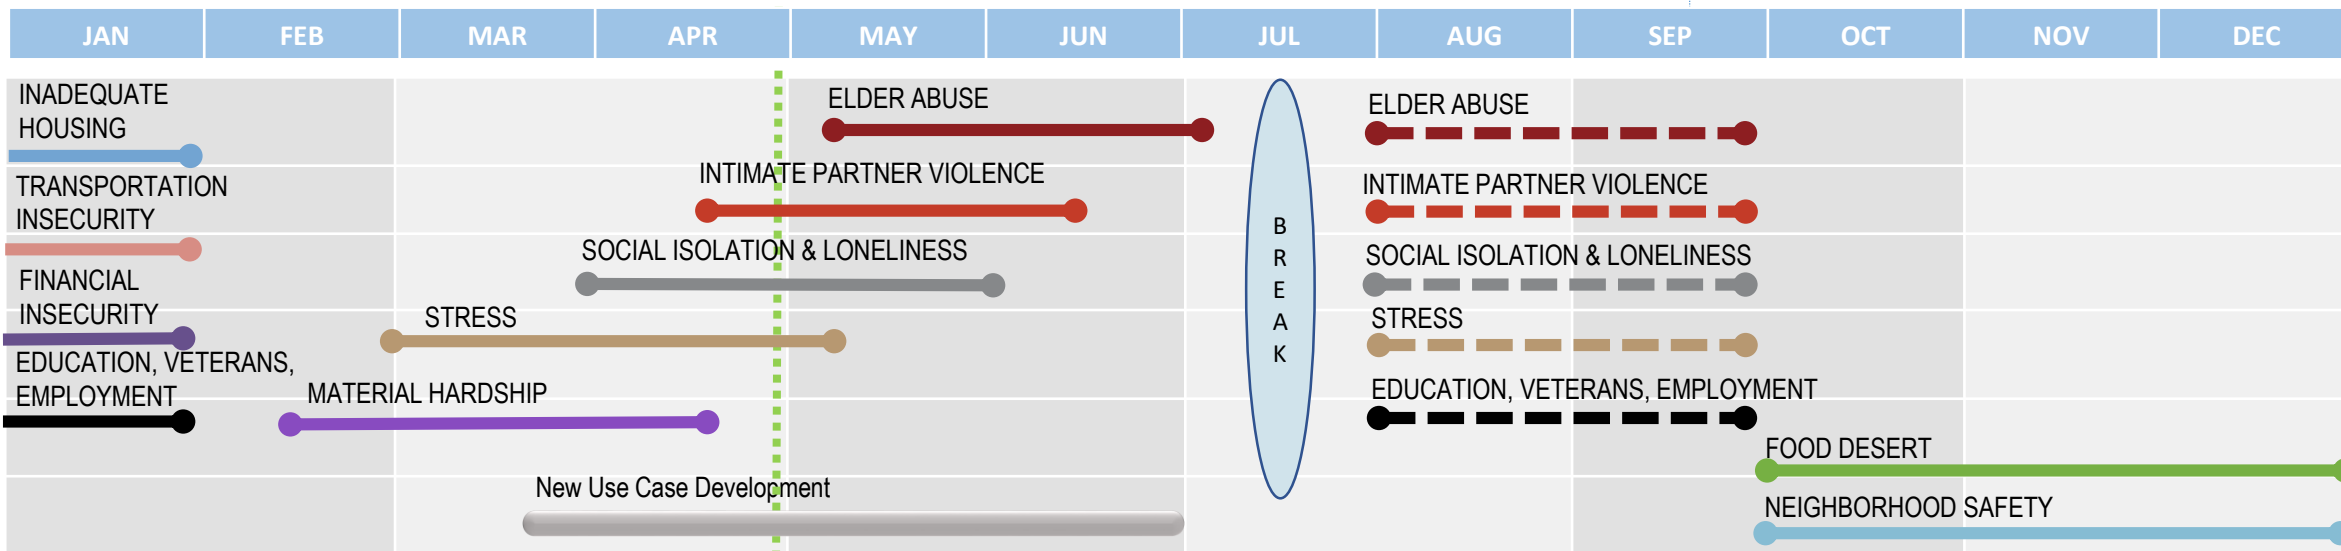 JAN FEB MAR APR MAY JUN JUL AUG SEP OCT NOV DEC
INADEQUATE
HOUSING
TRANSPORTATION
INSECURITY
FINANCIAL
INSECURITY
EDUCATION, VETERANS,
EMPLOYMENT
MATERIAL HARDSHIP
STRESS
SOCIAL ISOLATION & LONELINESS
INTIMATE PARTNER VIOLENCE
ELDER ABUSE
New Use Case Development
B
R
E
A
K
ELDER ABUSE
INTIMATE PARTNER VIOLENCE
SOCIAL ISOLATION & LONELINESS
STRESS
EDUCATION, VETERANS, EMPLOYMENT
FOOD DESERT
NEIGHBORHOOD SAFETY